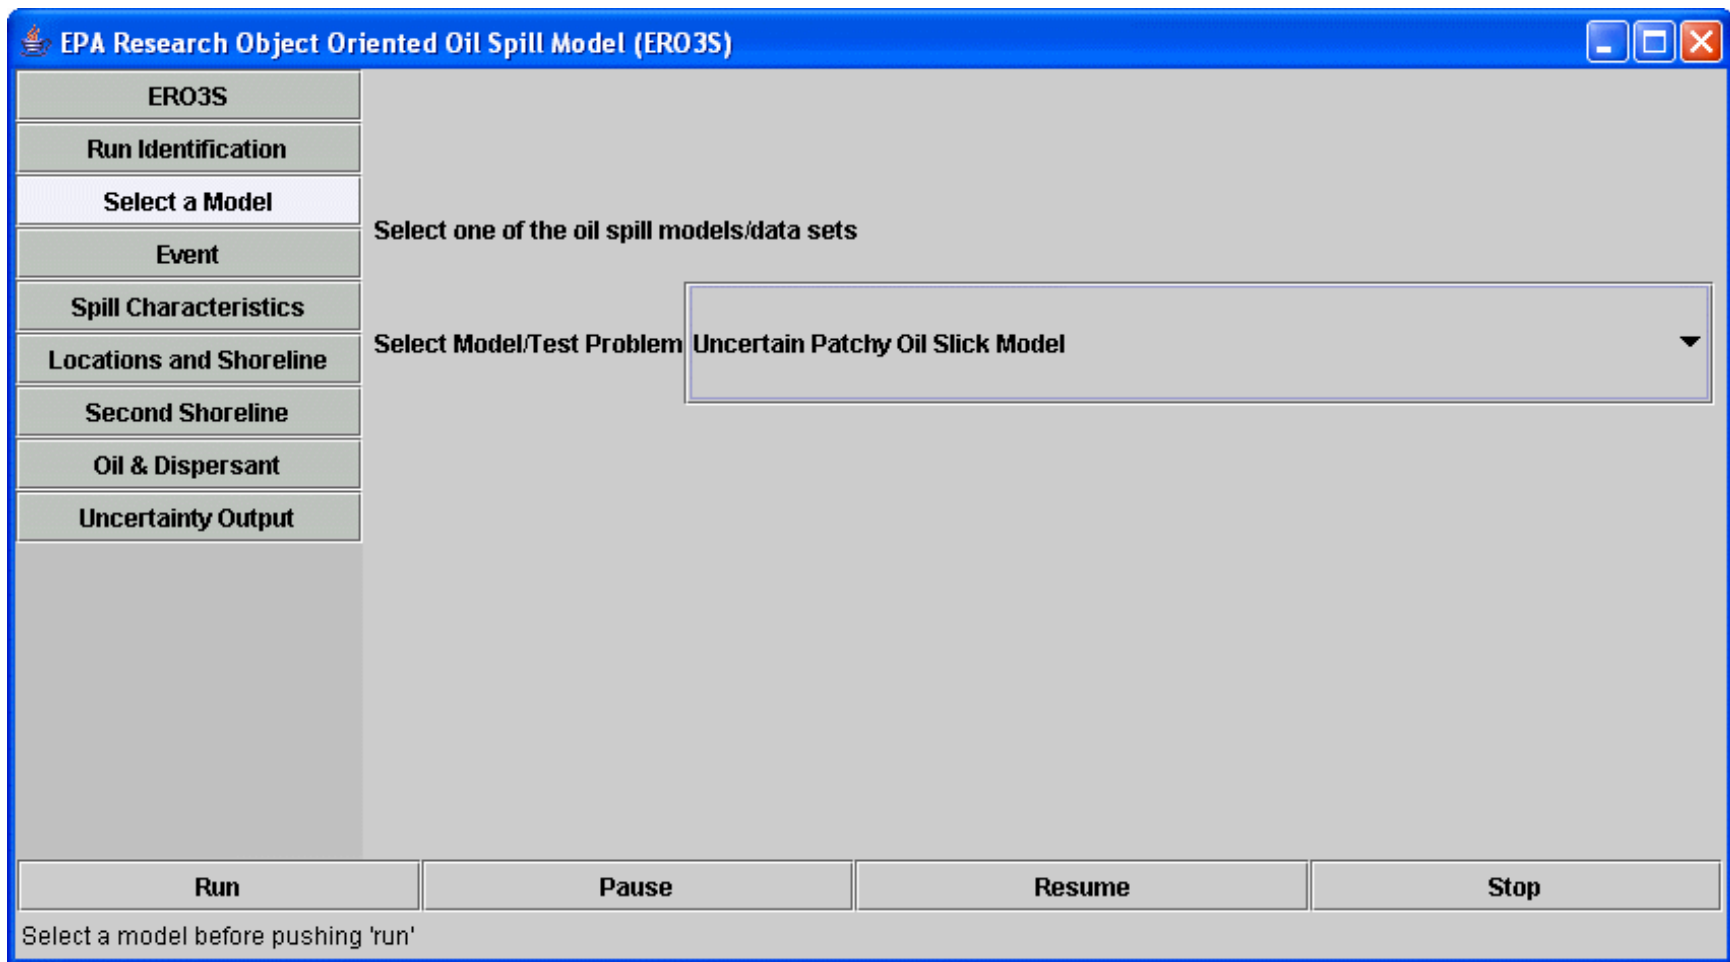 EPA Research Object Oriented Oil Spill Model (ERO3S)
ERO3S
Run Identification
Select a Model
Event
Spill Characteristics
Locations and Shoreline
Second Shoreline
Oil & Dispersant
Uncertainty Output
Select one of the oil spill models/data sets
Select Model/Test Problem Uncertain Patchy Oil Slick Model
Run Pause Resume Stop
Select a model before pushing 'run'